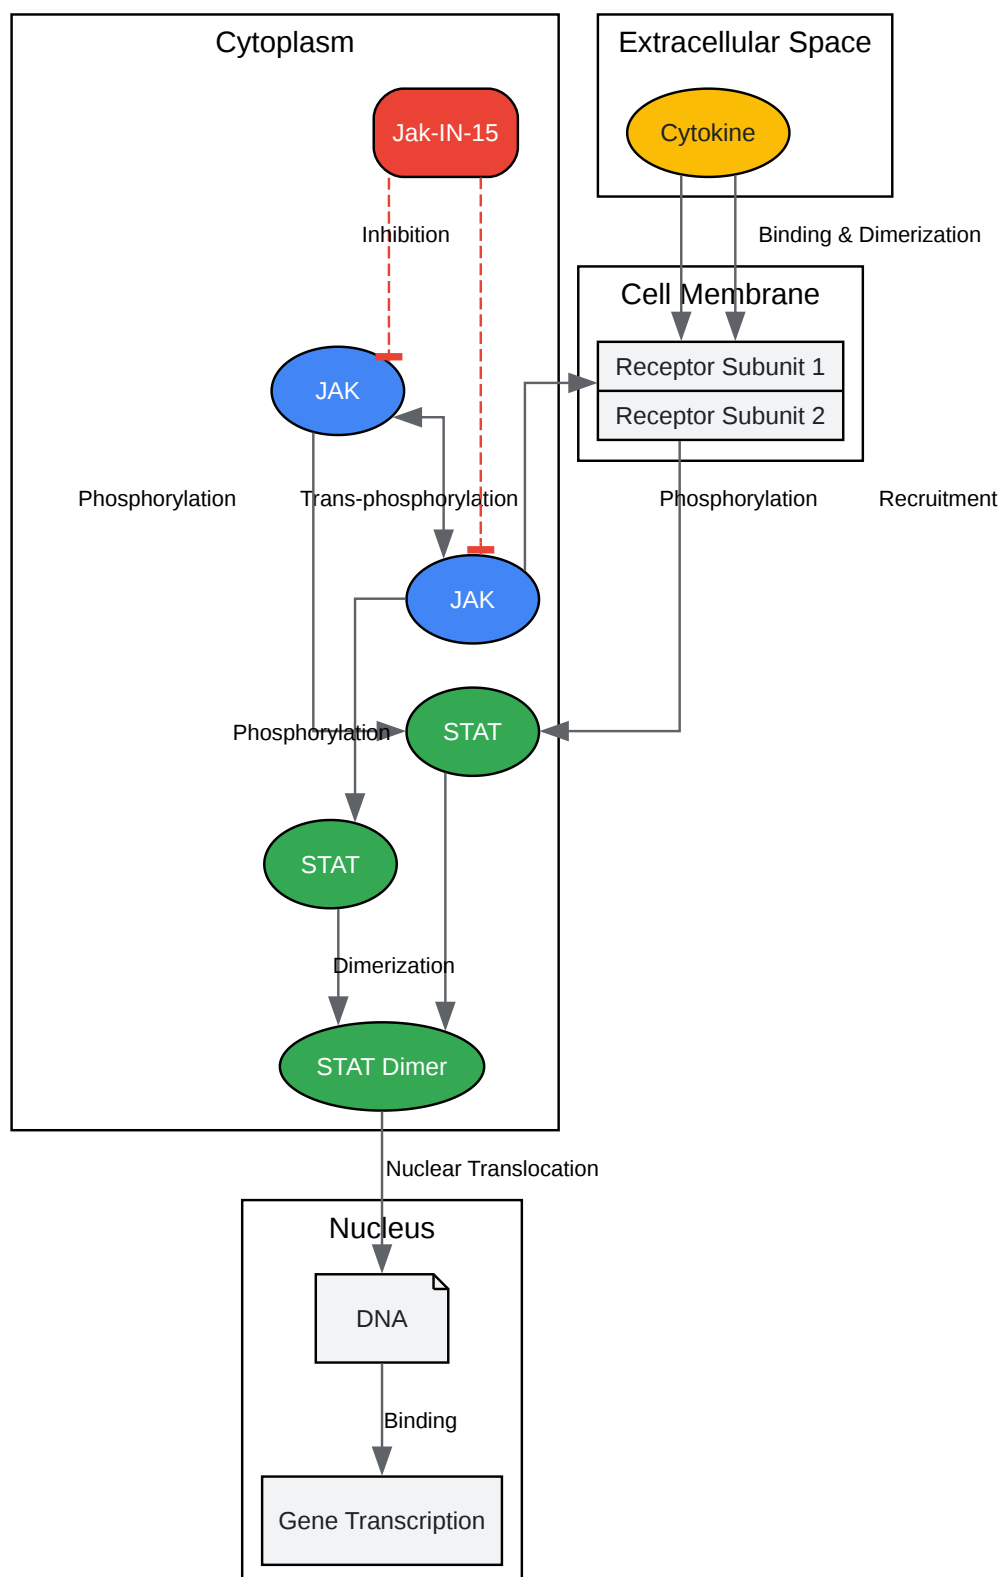 Cytoplasm
Extracellular Space
Jak-IN-15
Cytokine
Inhibition
Binding & Dimerization
Cell Membrane
Receptor Subunit 1
JAK
Receptor Subunit 2
Phosphorylation
Trans-phosphorylation
Phosphorylation
Recruitment
JAK
STAT
Phosphorylation
STAT
Dimerization
STAT Dimer
Nuclear Translocation
Nucleus
DNA
Binding
Gene Transcription